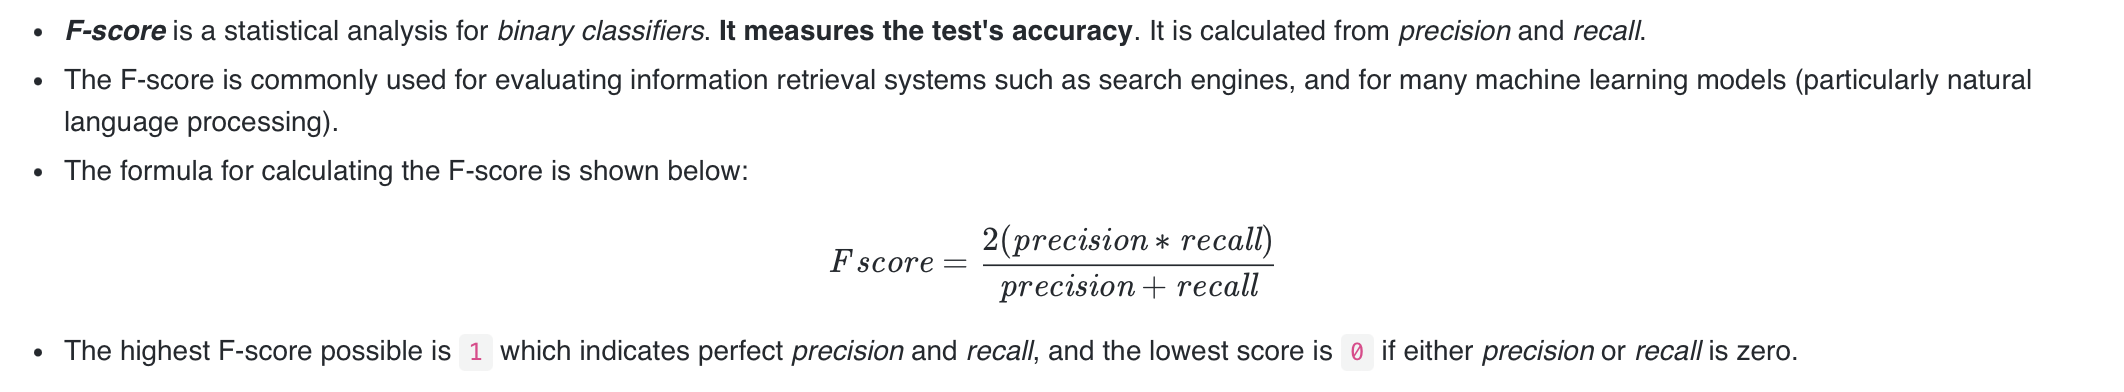 • F-score is a statistical analysis for binary classifiers. It measures the test's accuracy. It is calculated from precision and recall.
• The F-score is commonly used for evaluating information retrieval systems such as search engines, and for many machine learning models (particularly natural
language processing).
• The formula for calculating the F-score is shown below:
F score = 2(precision * recall) / precision + recall
• The highest F-score possible is 1 which indicates perfect precision and recall, and the lowest score is 0 if either precision or recall is zero.